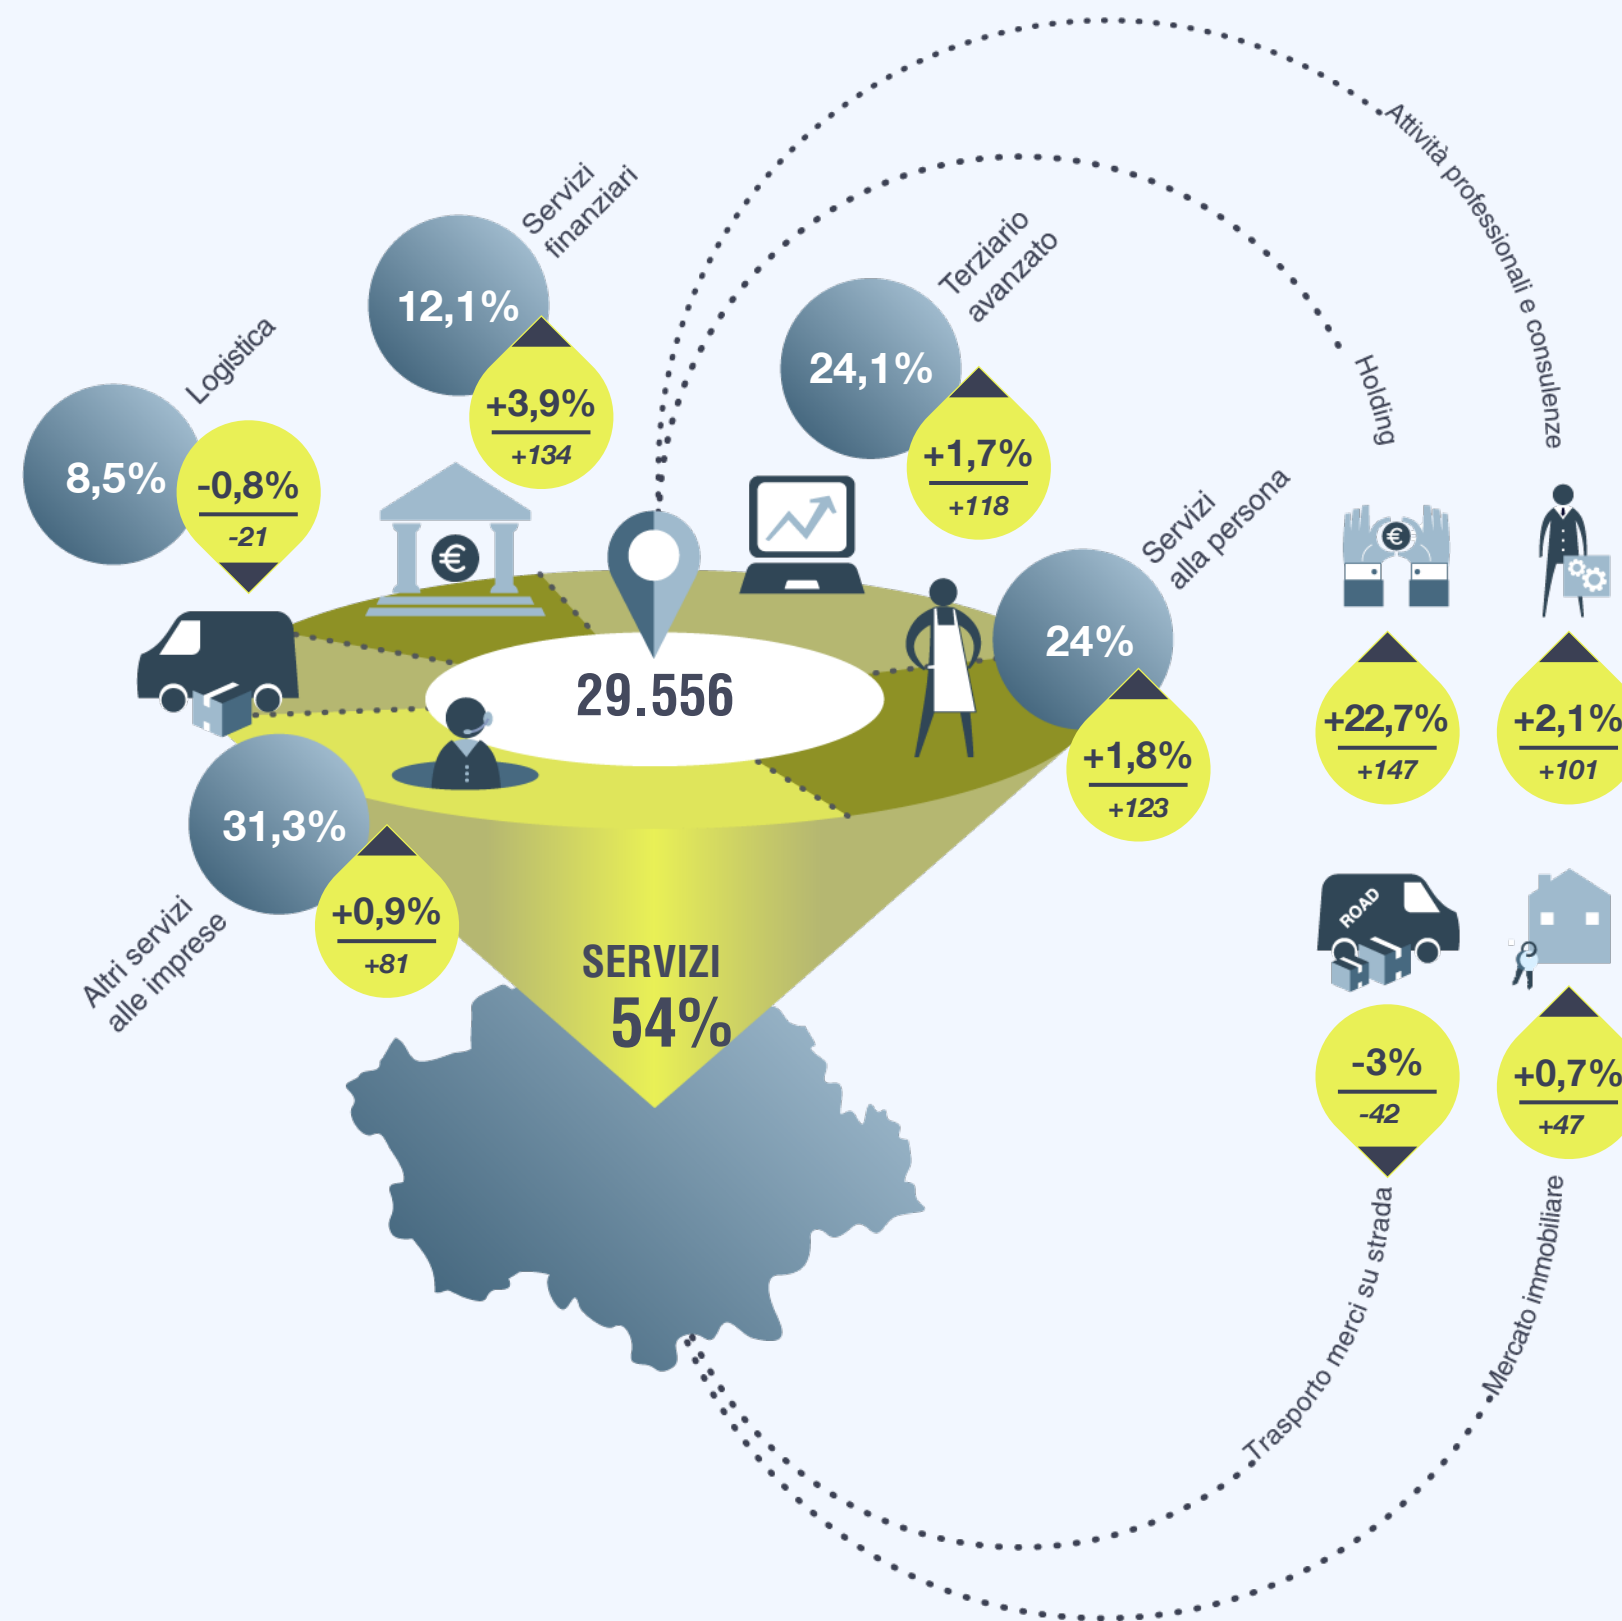 Attività professionali e consulenze
Holding
Servizi
finanziari
12,1%
+3,9%
+134
Terziario
avanzato
24,1%
+1,7%
+118
Logistica
8,5%
-0,8%
-21
Servizi
alla persona
24%
+1,8%
+123
€
€
29.556
+22,7%
+147
+2,1%
+101
31,3%
+0,9%
+81
Altri servizi
alle imprese
SERVIZI
54%
ROAD
-3%
-42
+0,7%
+47
Trasporto merci su strada
Mercato immobiliare